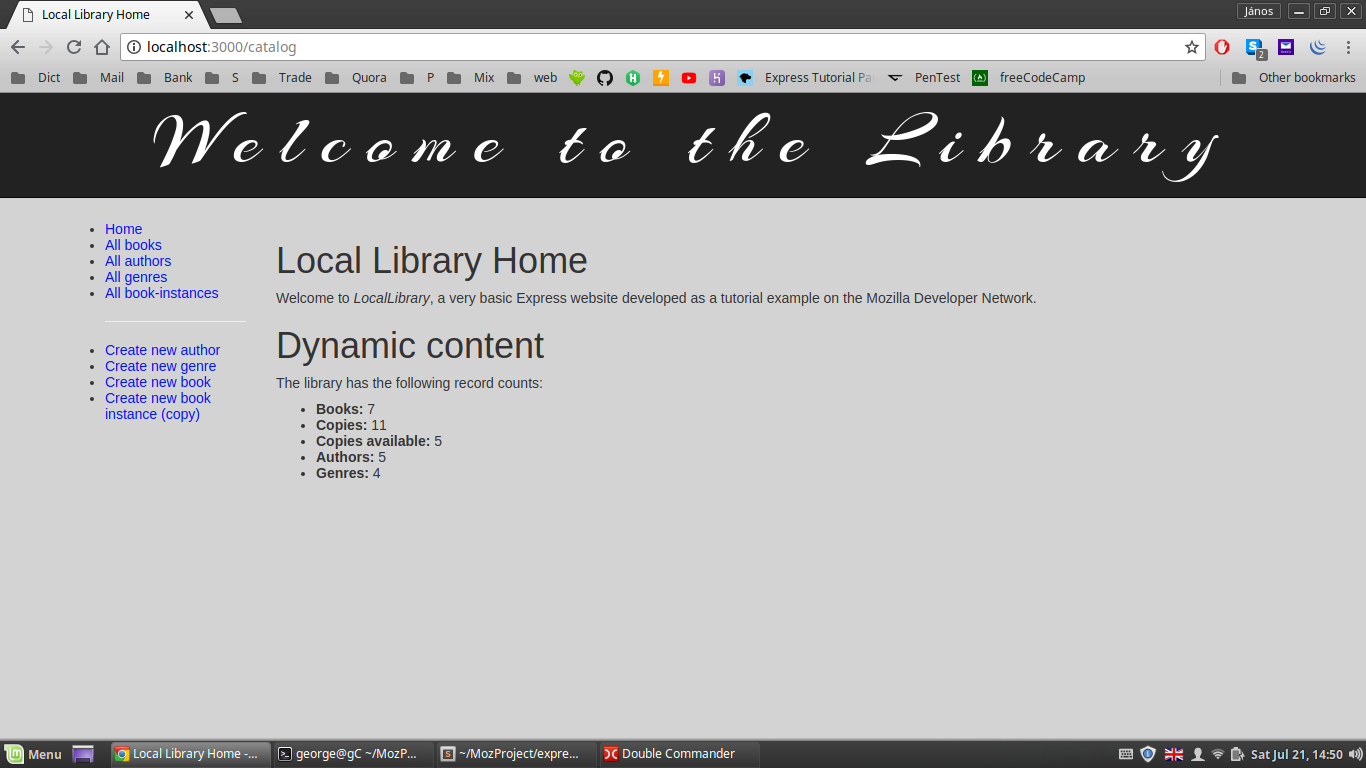 Local Library Home
János
localhost:3000/catalog
2
Dict Mail Bank S Trade Quora P Mix web Express Tutorial Pa PenTest freeCodeCamp Other bookmarks
Welcome to the Library
Home
All books
All authors
All genres
All book-instances
Create new author
Create new genre
Create new book
Create new book
instance (copy)
Local Library Home
Welcome to LocalLibrary, a very basic Express website developed as a tutorial example on the Mozilla Developer Network.
Dynamic content
The library has the following record counts:
Books: 7
Copies: 11
Copies available: 5
Authors: 5
Genres: 4
Menu Local Library Home -... george@gC ~/MozP... ~/MozProject/expre... Double Commander Sat Jul 21, 14:50